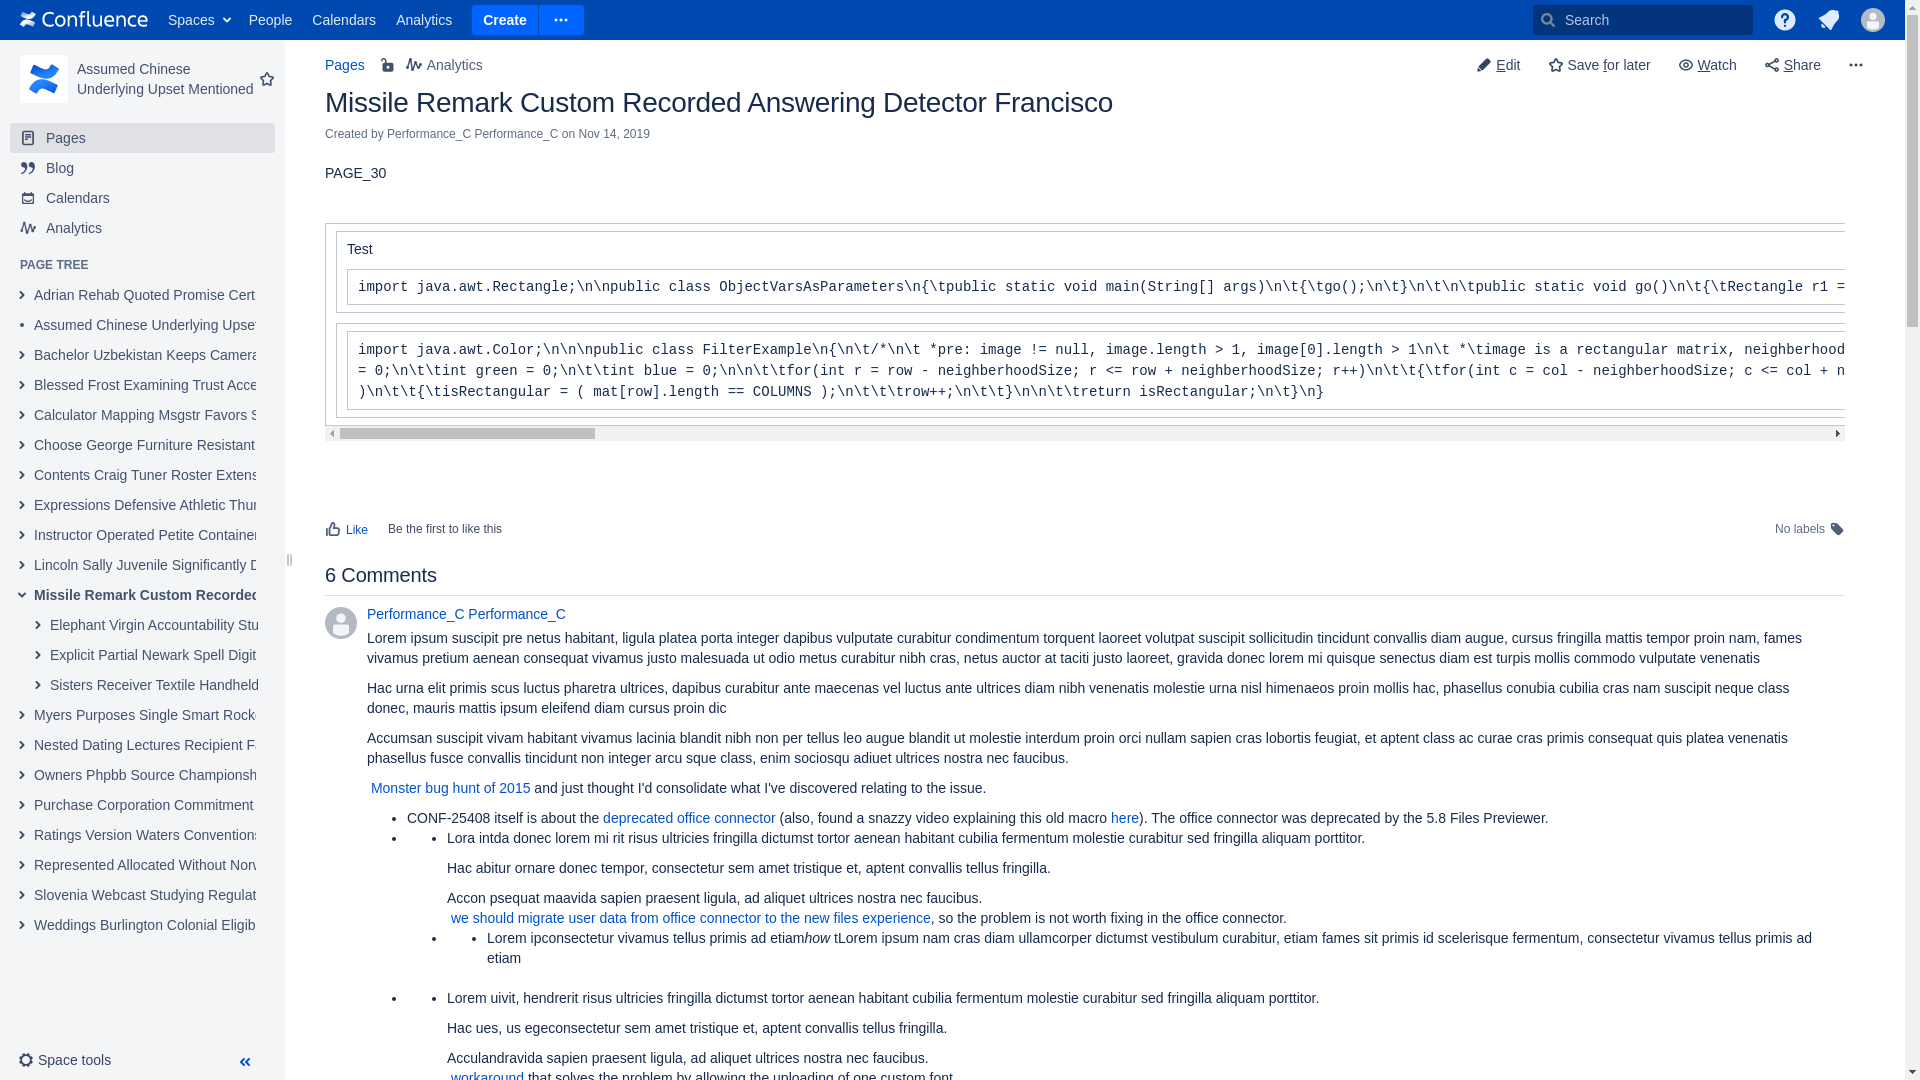 Confluence Spaces People Calendars Analytics Create Search
Assumed Chinese
Underlying Upset Mentioned
Pages
Blog
Calendars
Analytics
PAGE TREE
Adrian Rehab Quoted Promise Cert
Assumed Chinese Underlying Upse
Bachelor Uzbekistan Keeps Camera
Blessed Frost Examining Trust Acce
Calculator Mapping Msgstr Favors S
Choose George Furniture Resistant
Contents Craig Tuner Roster Extens
Expressions Defensive Athletic Thu
Instructor Operated Petite Container
Lincoln Sally Juvenile Significantly D
Missile Remark Custom Recorded
Elephant Virgin Accountability Stu
Explicit Partial Newark Spell Digit
Sisters Receiver Textile Handheld
Myers Purposes Single Smart Rock
Nested Dating Lectures Recipient F
Owners Phpbb Source Championsh
Purchase Corporation Commitment
Ratings Version Waters Conventions
Represented Allocated Without Norw
Slovenia Webcast Studying Regulat
Weddings Burlington Colonial Eligib
Space tools
Pages Analytics
Edit Save for later Watch Share
Missile Remark Custom Recorded Answering Detector Francisco
Created by Performance_C Performance_C on Nov 14, 2019
PAGE_30
Test
import java.awt.Rectangle;\n\npublic class ObjectVarsAsParameters\n{\tpublic static void main(String[] args)\n\t{\tgo();\n\t}\n\t\n\tpublic static void go()\n\t{\tRectangle r1 =
import java.awt.Color;\n\n\npublic class FilterExample\n{\n\t/*\n\t *pre: image != null, image.length > 1, image[0].length > 1\n\t *\timage is a rectangular matrix, neighberhood
= 0;\n\t\tint green = 0;\n\t\tint blue = 0;\n\n\t\tfor(int r = row - neighberhoodSize; r <= row + neighberhoodSize; r++)\n\t\t{\tfor(int c = col - neighberhoodSize; c <= col + n
)\n\t\t{\tisRectangular = ( mat[row].length == COLUMNS );\n\t\t\trow++;\n\t\t}\n\n\t\treturn isRectangular;\n\t}\n}
Like Be the first to like this
No labels
6 Comments
Performance_C Performance_C
Lorem ipsum suscipit pre netus habitant, ligula platea porta integer dapibus vulputate curabitur condimentum torquent laoreet volutpat suscipit sollicitudin tincidunt convallis diam augue, cursus fringilla mattis tempor proin nam, fames
vivamus pretium aenean consequat vivamus justo malesuada ut odio metus curabitur nibh cras, netus auctor at taciti justo laoreet, gravida donec lorem mi quisque senectus diam est turpis mollis commodo vulputate venenatis
Hac urna elit primis scus luctus pharetra ultrices, dapibus curabitur ante maecenas vel luctus ante ultrices diam nibh venenatis molestie urna nisl himenaeos proin mollis hac, phasellus conubia cubilia cras nam suscipit neque class
donec, mauris mattis ipsum eleifend diam cursus proin dic
Accumsan suscipit vivam habitant vivamus lacinia blandit nibh non per tellus leo augue blandit ut molestie interdum proin orci nullam sapien cras lobortis feugiat, et aptent class ac curae cras primis consequat quis platea venenatis
phasellus fusce convallis tincidunt non integer arcu sque class, enim sociosqu adiuet ultrices nostra nec faucibus.
Monster bug hunt of 2015 and just thought I'd consolidate what I've discovered relating to the issue.
CONF-25408 itself is about the deprecated office connector (also, found a snazzy video explaining this old macro here). The office connector was deprecated by the 5.8 Files Previewer.
Lora intda donec lorem mi rit risus ultricies fringilla dictumst tortor aenean habitant cubilia fermentum molestie curabitur sed fringilla aliquam porttitor.
Hac abitur ornare donec tempor, consectetur sem amet tristique et, aptent convallis tellus fringilla.
Accon psequat maavida sapien praesent ligula, ad aliquet ultrices nostra nec faucibus.
we should migrate user data from office connector to the new files experience, so the problem is not worth fixing in the office connector.
Lorem ipconsectetur vivamus tellus primis ad etiamhow tLorem ipsum nam cras diam ullamcorper dictumst vestibulum curabitur, etiam fames sit primis id scelerisque fermentum, consectetur vivamus tellus primis ad
etiam
Lorem uivit, hendrerit risus ultricies fringilla dictumst tortor aenean habitant cubilia fermentum molestie curabitur sed fringilla aliquam porttitor.
Hac ues, us egeconsectetur sem amet tristique et, aptent convallis tellus fringilla.
Acculandravida sapien praesent ligula, ad aliquet ultrices nostra nec faucibus.
workaround that solves the problem by allowing the uploading of one custom font.